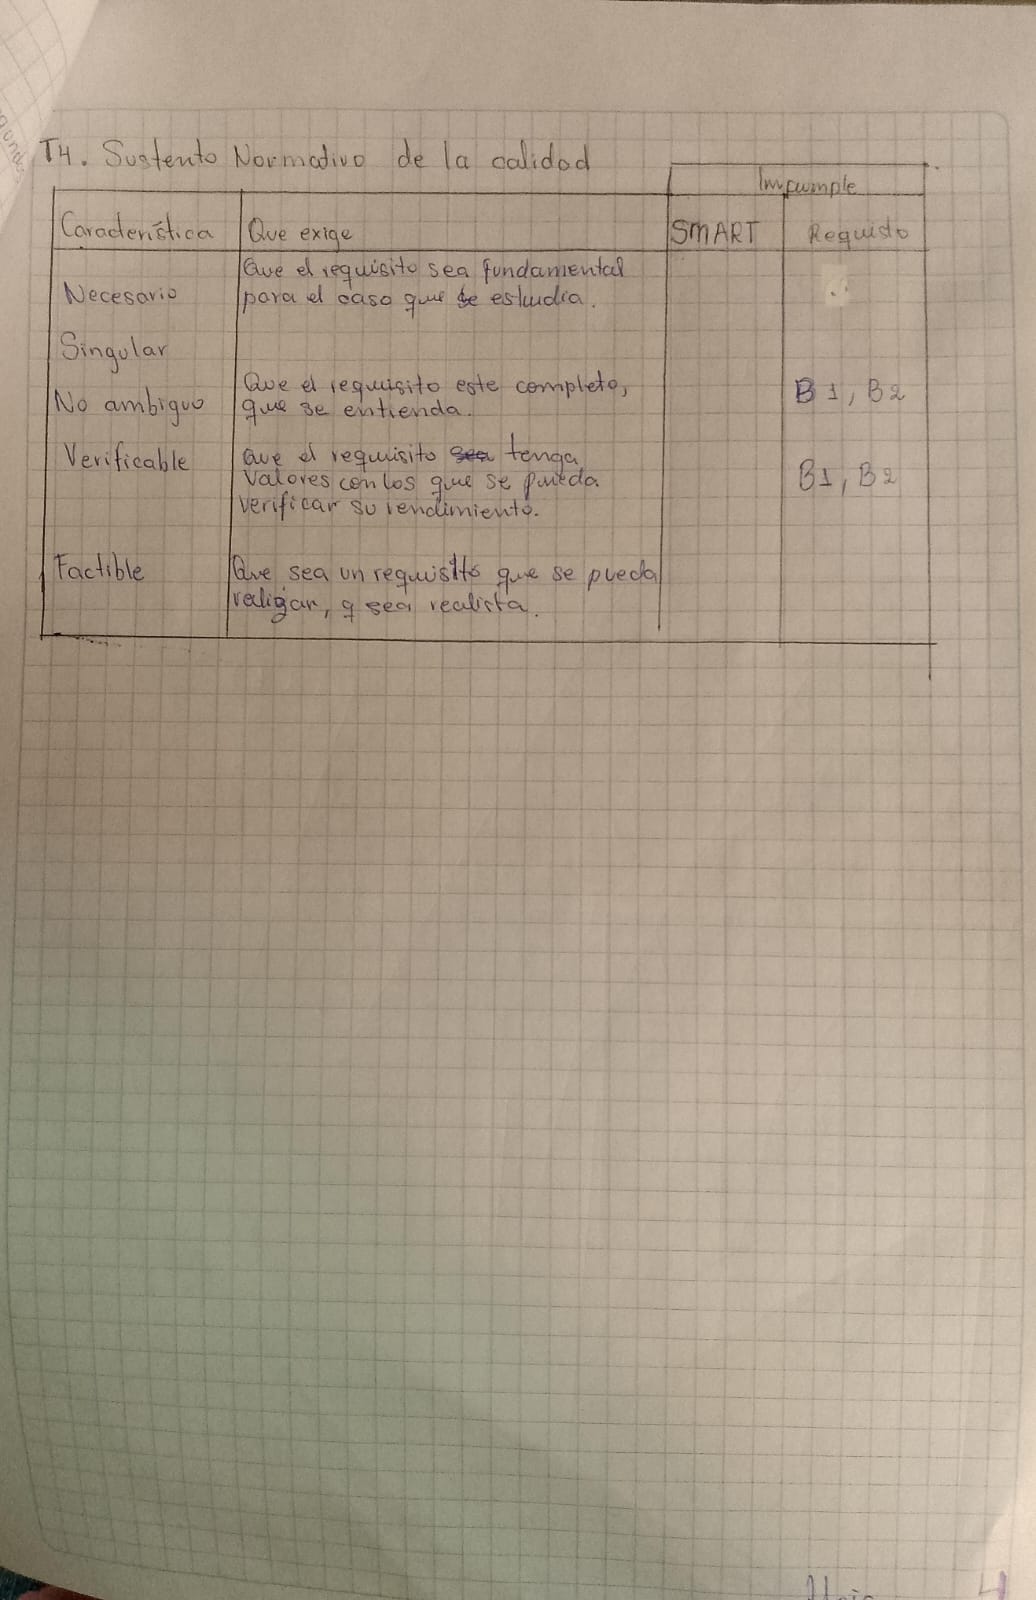 T4. Sustento Normativo de la calidad
Impcumple
Característica Que exige SMART Requisto
Necesario Que el requisito sea fundamental
para el caso que se estudia.
Singular
No ambiguo Que el requisito este completo,
que se entienda. B1, B2
Verificable Que el requisito sea tenga
valores con los que se pueda
verificar su rendimiento. B1, B2
Factible Que sea un requisito que se pueda
realizar, q sea realista.
4